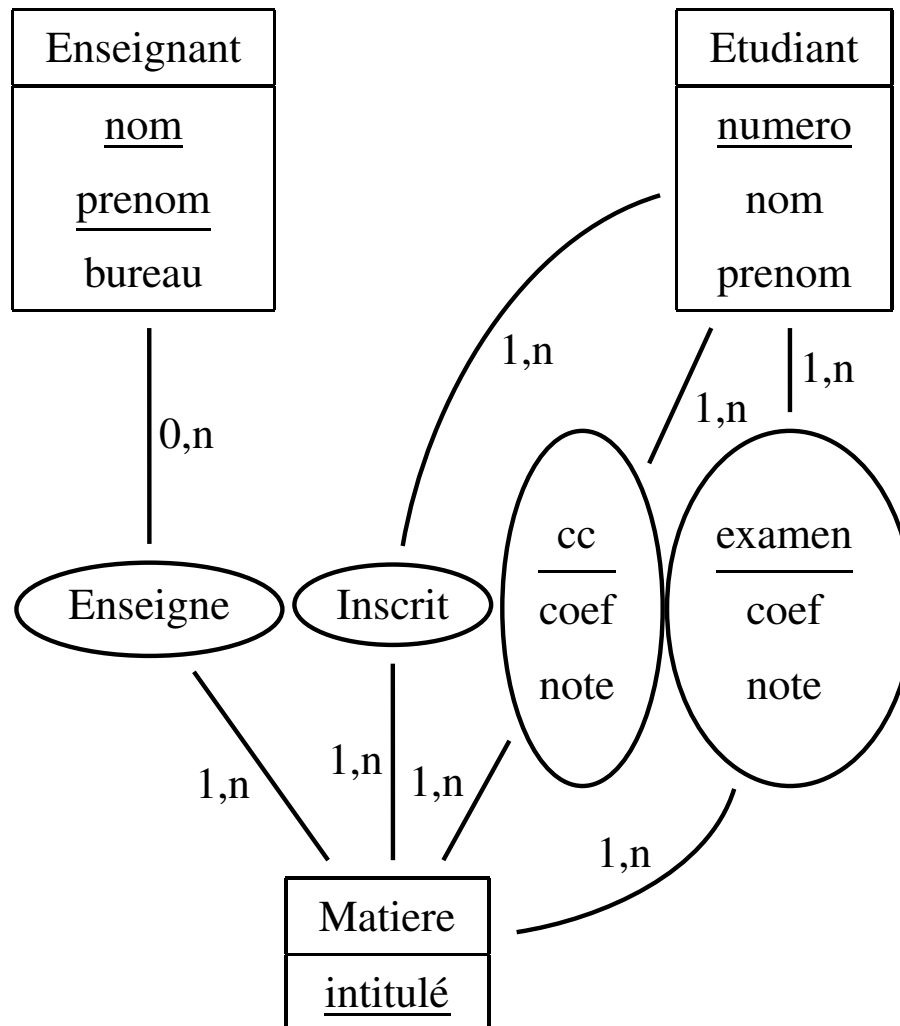 Enseignant
nom
prenom
bureau
Etudiant
numero
nom
prenom
0,n
1,n
1,n
1,n
Enseigne
Inscrit
cc
coef
note
examen
coef
note
1,n
1,n
1,n
1,n
Matiere
intitulé